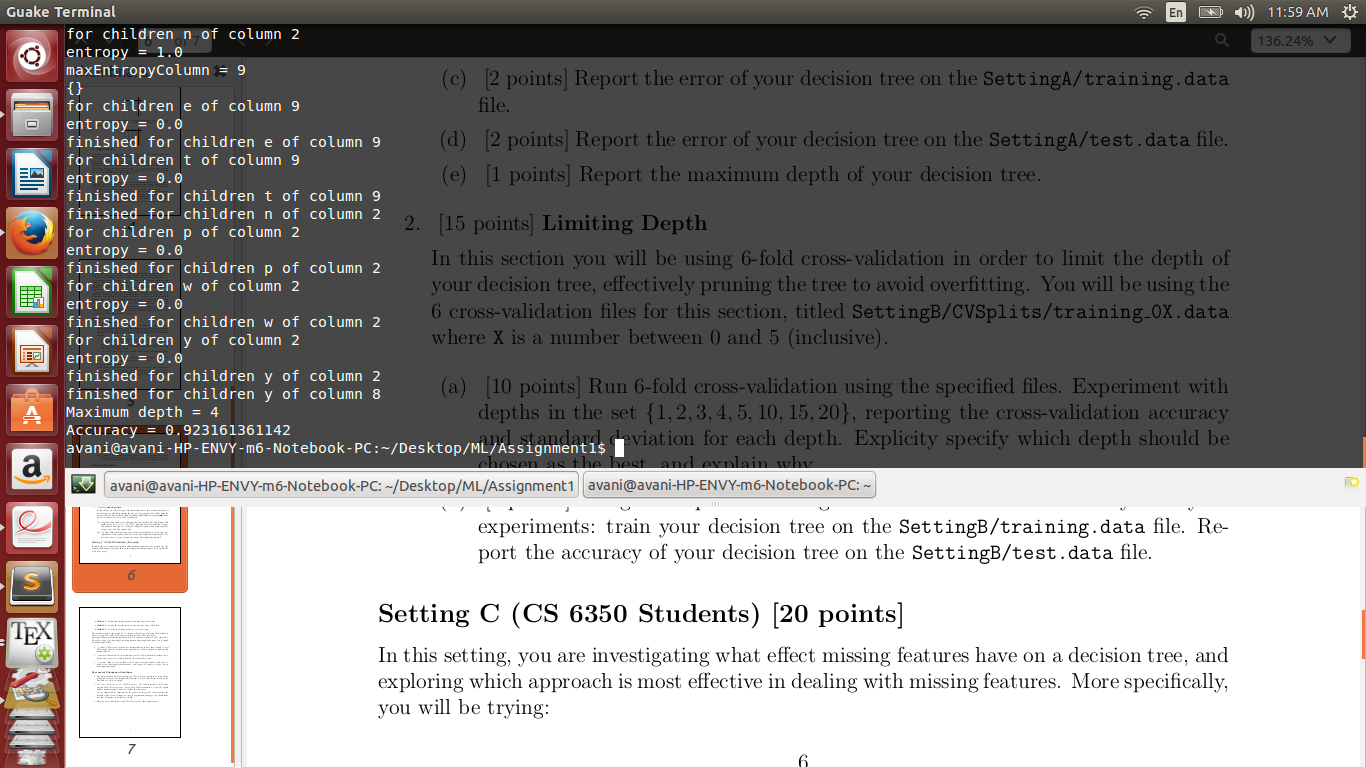 Guake Terminal
En
11:59 AM
for children n of column 2
entropy = 1.0
maxEntropyColumn = 9
{}
for children e of column 9
entropy = 0.0
finished for children e of column 9
for children t of column 9
entropy = 0.0
finished for children t of column 9
finished for children n of column 2
for children p of column 2
entropy = 0.0
finished for children p of column 2
for children w of column 2
entropy = 0.0
finished for children w of column 2
for children y of column 2
entropy = 0.0
finished for children y of column 2
finished for children y of column 8
Maximum depth = 4
Accuracy = 0.923161361142
avani@avani-HP-ENVY-m6-Notebook-PC:~/Desktop/ML/Assignment1$
136.24%
(c) [2 points] Report the error of your decision tree on the SettingA/training.data
file.
(d) [2 points] Report the error of your decision tree on the SettingA/test.data file.
(e) [1 points] Report the maximum depth of your decision tree.
2. [15 points] Limiting Depth
In this section you will be using 6-fold cross-validation in order to limit the depth of
your decision tree, effectively pruning the tree to avoid overfitting. You will be using the
6 cross-validation files for this section, titled SettingB/CVSplits/training_0X.data
where X is a number between 0 and 5 (inclusive).
(a) [10 points] Run 6-fold cross-validation using the specified files. Experiment with
depths in the set {1, 2, 3, 4, 5, 10, 15, 20}, reporting the cross-validation accuracy
and standard deviation for each depth. Explicity specify which depth should be
chosen as the best, and explain why.
avani@avani-HP-ENVY-m6-Notebook-PC: ~/Desktop/ML/Assignment1
avani@avani-HP-ENVY-m6-Notebook-PC: ~
experiments: train your decision tree on the SettingB/training.data file. Re-
port the accuracy of your decision tree on the SettingB/test.data file.
Setting C (CS 6350 Students) [20 points]
In this setting, you are investigating what effect missing features have on a decision tree, and
exploring which approach is most effective in dealing with missing features. More specifically,
you will be trying:
6
6
7
TEX